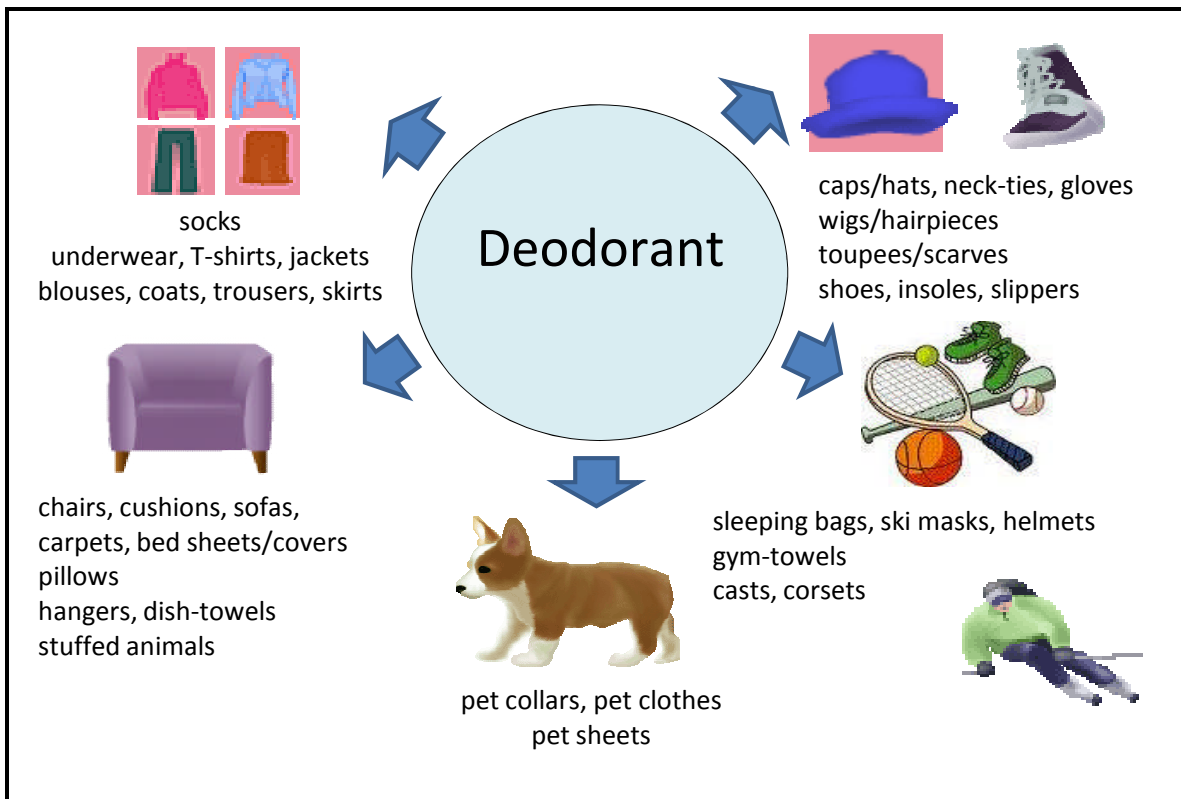 Deodorant
socks
underwear, T-shirts, jackets
blouses, coats, trousers, skirts
caps/hats, neck-ties, gloves
wigs/hairpieces
toupees/scarves
shoes, insoles, slippers
chairs, cushions, sofas,
carpets, bed sheets/covers
pillows
hangers, dish-towels
stuffed animals
pet collars, pet clothes
pet sheets
sleeping bags, ski masks, helmets
gym-towels
casts, corsets